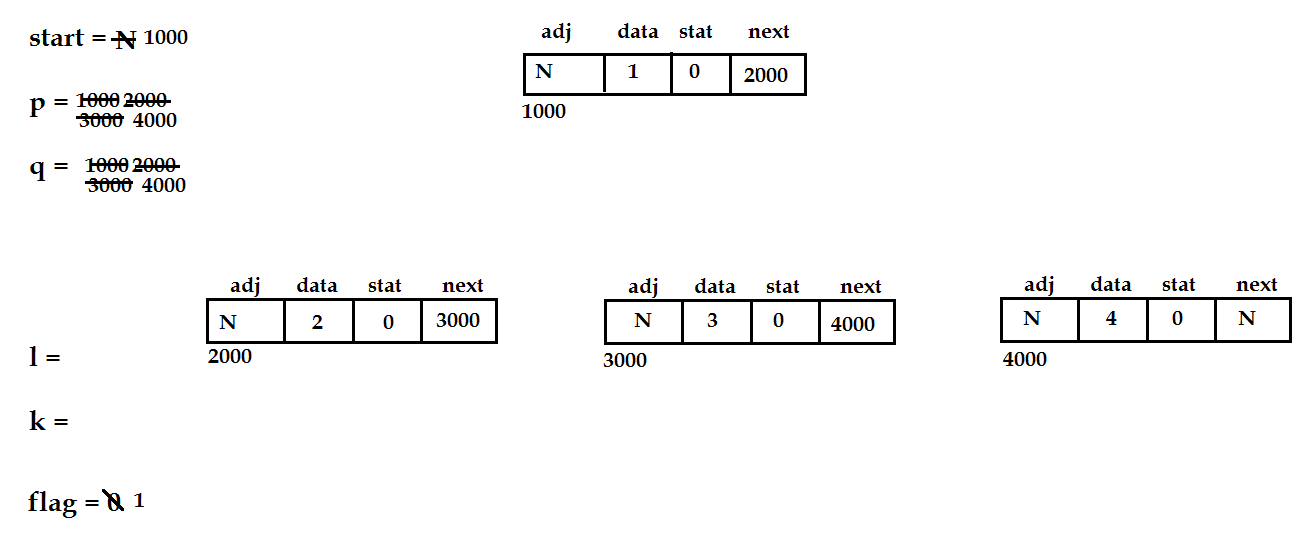 start = N 1000
adj data stat next
N 1 0 2000
1000
p = 1000 2000
3000 4000
q = 1000 2000
3000 4000
adj data stat next
N 2 0 3000
2000
adj data stat next
N 3 0 4000
3000
adj data stat next
N 4 0 N
4000
l =
k =
flag = 0 1